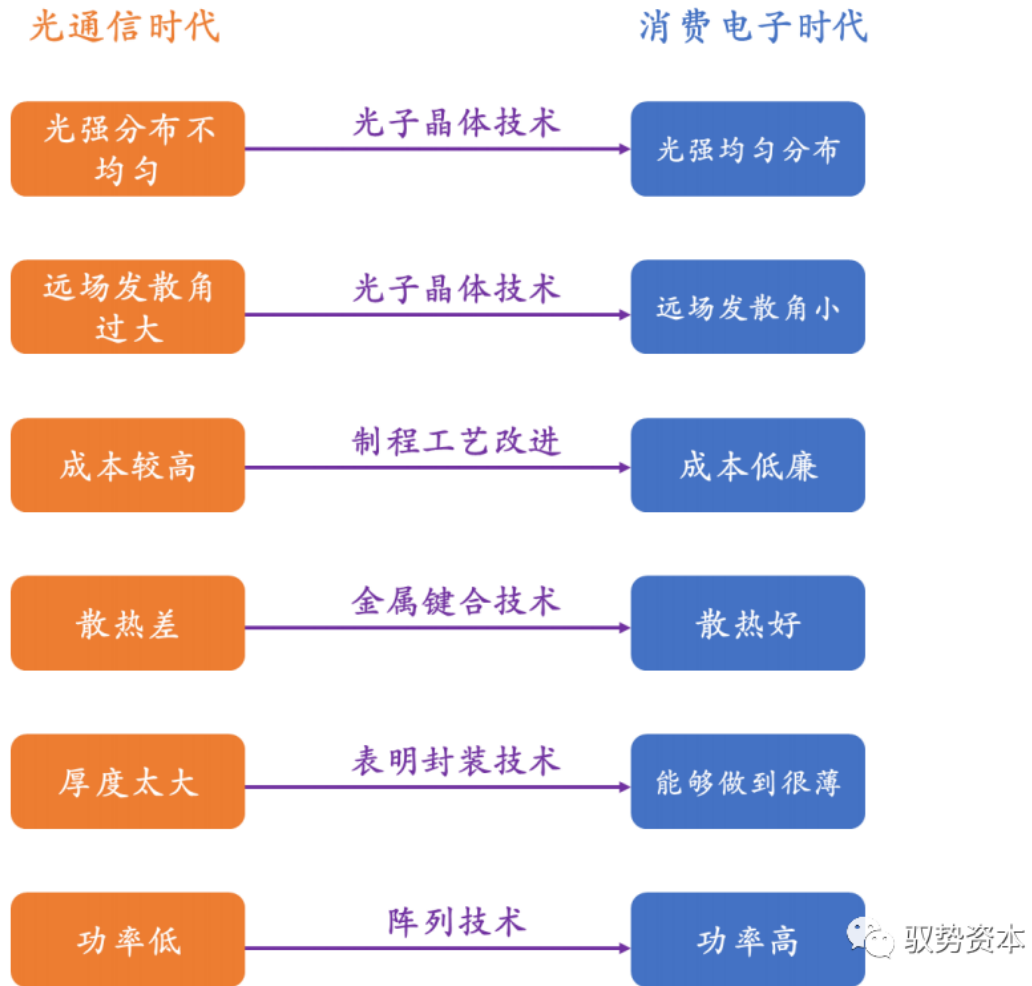 光通信时代
消费电子时代
光强分布不
均匀
光子晶体技术
光强均匀分布
远场发散角
过大
光子晶体技术
远场发散角小
成本较高
制程工艺改进
成本低廉
散热差
金属键合技术
散热好
厚度太大
表明封装技术
能够做到很薄
功率低
阵列技术
功率高
驭势资本